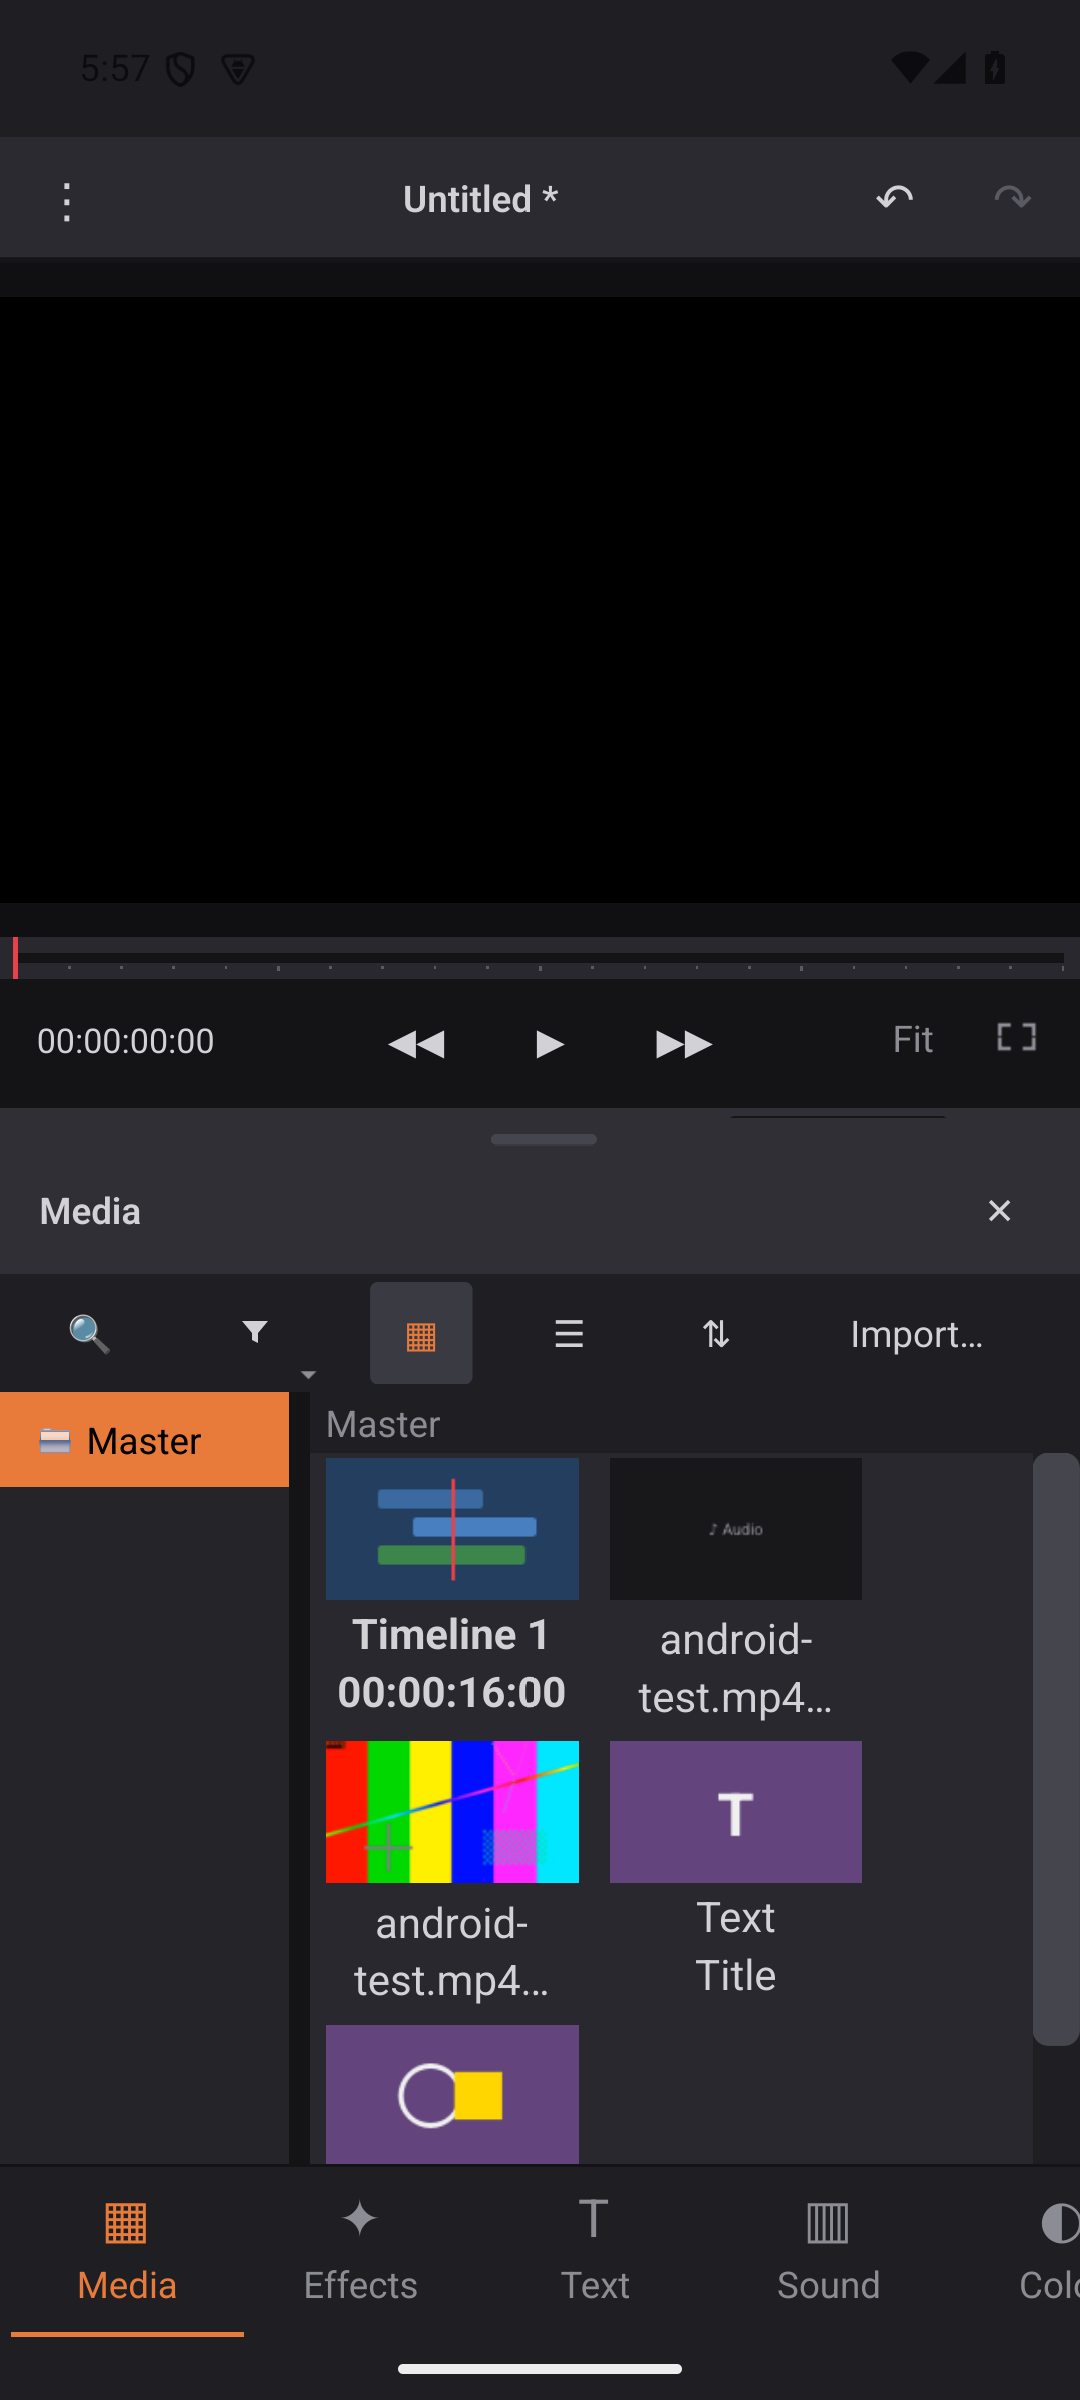 5:57
Untitled *
00:00:00:00
Fit
Media
Import...
Master
Master
♪ Audio
Timeline 1
00:00:16:00
android-
test.mp4...
android-
test.mp4...
T
Text
Title
Media
Effects
Text
Sound
Colo